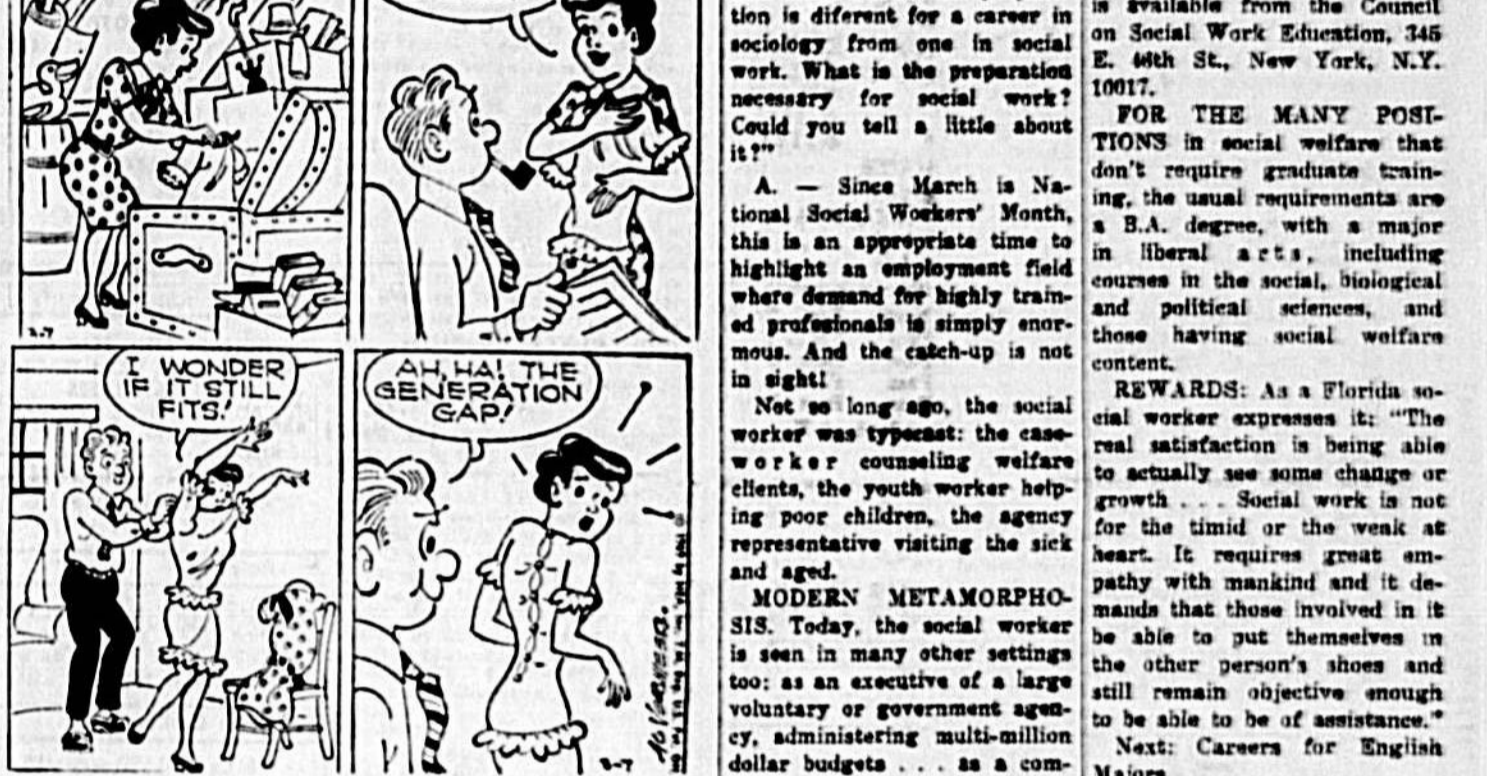 3-7
I WONDER
IF IT STILL
FITS!
AH, HA! THE
GENERATION
GAP!
3-7
tion is diferent for a career in
sociology from one in social
work. What is the preparation
necessary for social work?
Could you tell a little about
it?"
A. — Since March is Na-
tional Social Workers' Month,
this is an appropriate time to
highlight an employment field
where demand for highly train-
ed profesionals is simply enor-
mous. And the catch-up is not
in sight!
Not so long ago, the social
worker was typecast: the case-
worker counseling welfare
clients, the youth worker help-
ing poor children, the agency
representative visiting the sick
and aged.
MODERN METAMORPHO-
SIS. Today, the social worker
is seen in many other settings
too: as an executive of a large
voluntary or government agen-
cy, administering multi-million
dollar budgets . . . as a com-
is available from the Council
on Social Work Education, 345
E. 46th St., New York, N.Y.
10017.
FOR THE MANY POSI-
TIONS in social welfare that
don't require graduate train-
ing, the usual requirements are
a B.A. degree, with a major
in liberal arts, including
courses in the social, biological
and political sciences, and
those having social welfare
content.
REWARDS: As a Florida so-
cial worker expresses it: "The
real satisfaction is being able
to actually see some change or
growth . . . Social work is not
for the timid or the weak at
heart. It requires great em-
pathy with mankind and it de-
mands that those involved in it
be able to put themselves in
the other person's shoes and
still remain objective enough
to be able to be of assistance."
Next: Careers for English
Majors